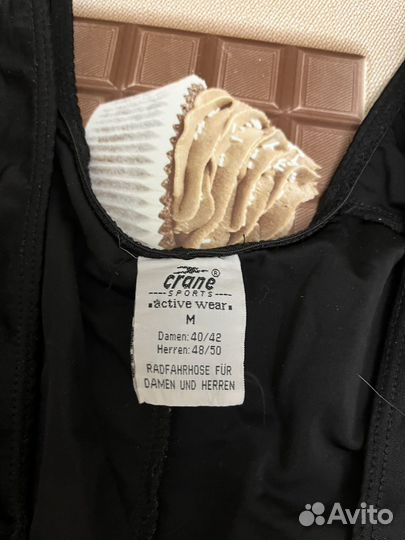 crane®
SPORTS
active wear
M
Damen: 40/42
Herren: 48/50
RADFAHRHOSE FÜR
DAMEN UND HERREN
Avito